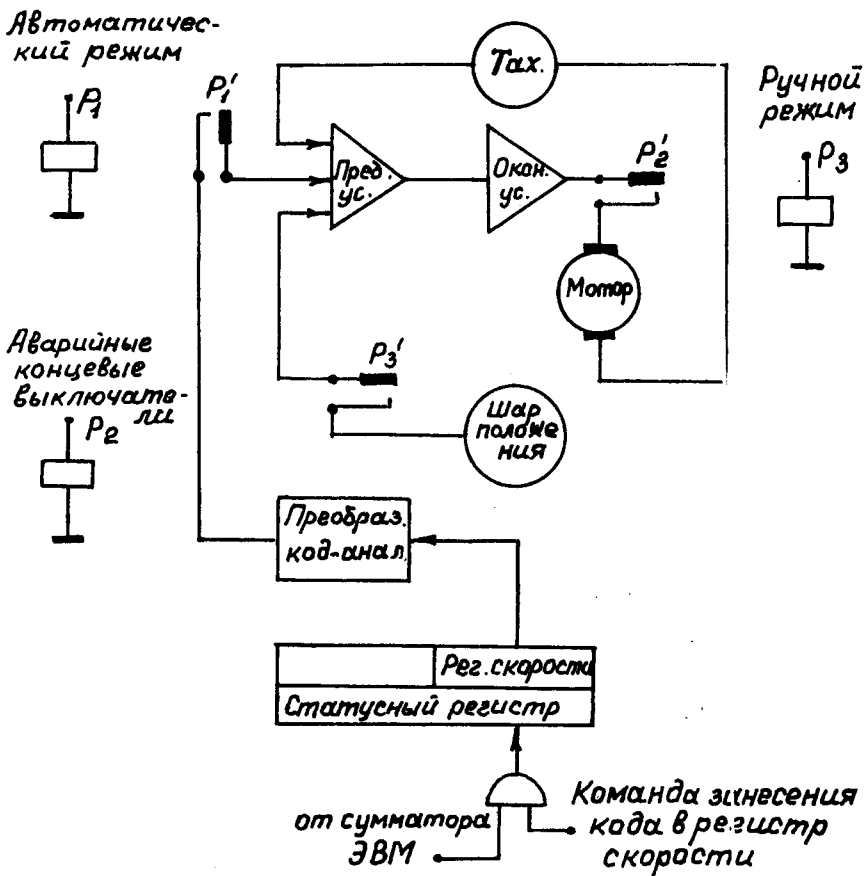 Автоматичес-
кий режим
P₁
P₁'
Тах.
Ручной
режим
P₃
Пред.
ус.
Окон.
ус.
P₂'
Мотор
Аварийные
концевые
выключате-
ли
P₂
P₃'
Шар
положе
ния
Преобраз.
код-анал.
Рег. скорости
Статусный регистр
от сумматора
ЭВМ
Команда занесения
кода в регистр
скорости